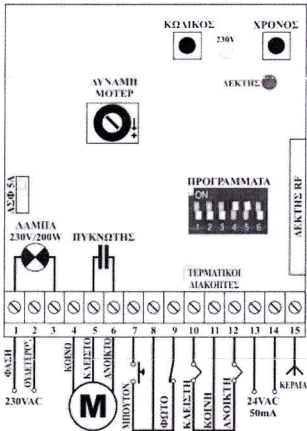 ΚΩΔΙΚΟΣ
230V
ΧΡΟΝΟΣ
ΔΕΚΤΗΣ
ΔΥΝΑΜΗ
ΜΟΤΕΡ
ΑΣΦ 5Α
ΠΡΟΓΡΑΜΜΑΤΑ
ON
1 2 3 4 5 6
ΔΕΚΤΗΣ RF
ΛΑΜΠΑ
230V/200W
ΠΥΚΝΩΤΗΣ
ΤΕΡΜΑΤΙΚΟΙ
ΔΙΑΚΟΠΤΕΣ
1 2 3 4 5 6 7 8 9 10 11 12 13 14 15
ΦΑΣΗ
ΟΥΔΕΤΕΡΟΣ
ΚΟΙΝΟ
ΚΛΕΙΣΤΟ
ΑΝΟΙΚΤΟ
ΜΠΟΥΤΟΝ
ΦΩΤΟ
ΚΛΕΙΣΤΗ
ΚΟΙΝΗ
ΑΝΟΙΚΤΗ
ΚΕΡΑΙΑ
230VAC
M
24VAC
50mA